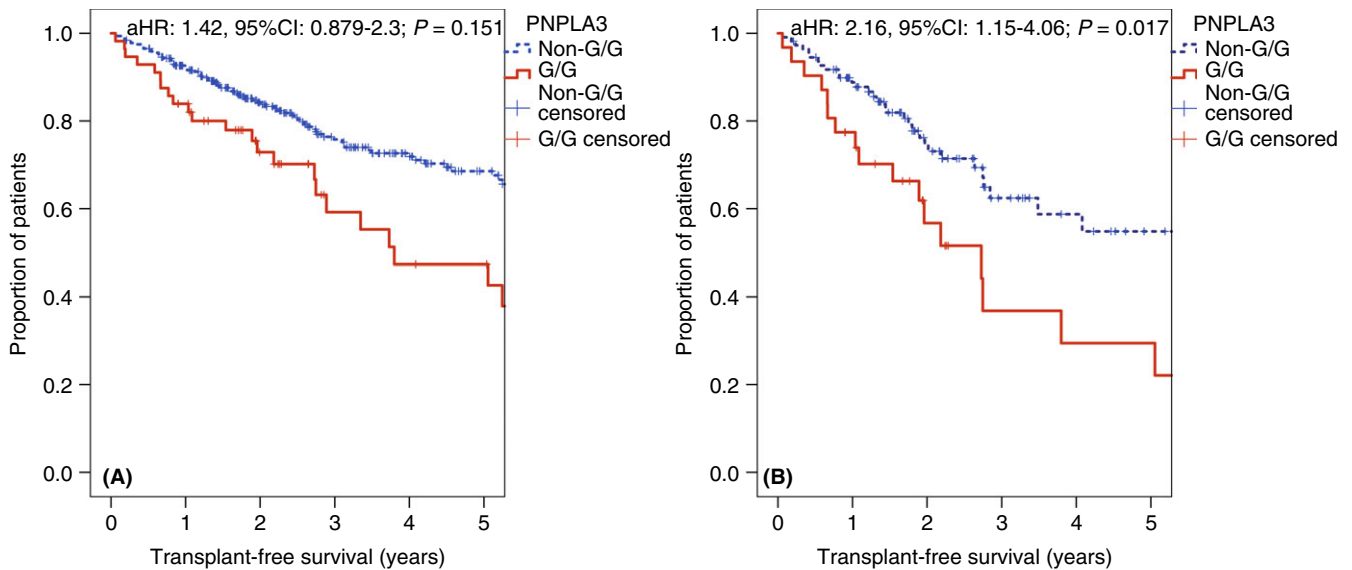 aHR: 1.42, 95%CI: 0.879-2.3; P = 0.151
PNPLA3
Non-G/G
G/G
Non-G/G
censored
G/G censored
1.0
0.8
0.6
0.4
0.2
0.0
Proportion of patients
(A)
0 1 2 3 4 5
Transplant-free survival (years)
aHR: 2.16, 95%CI: 1.15-4.06; P = 0.017
PNPLA3
Non-G/G
G/G
Non-G/G
censored
G/G censored
1.0
0.8
0.6
0.4
0.2
0.0
Proportion of patients
(B)
0 1 2 3 4 5
Transplant-free survival (years)